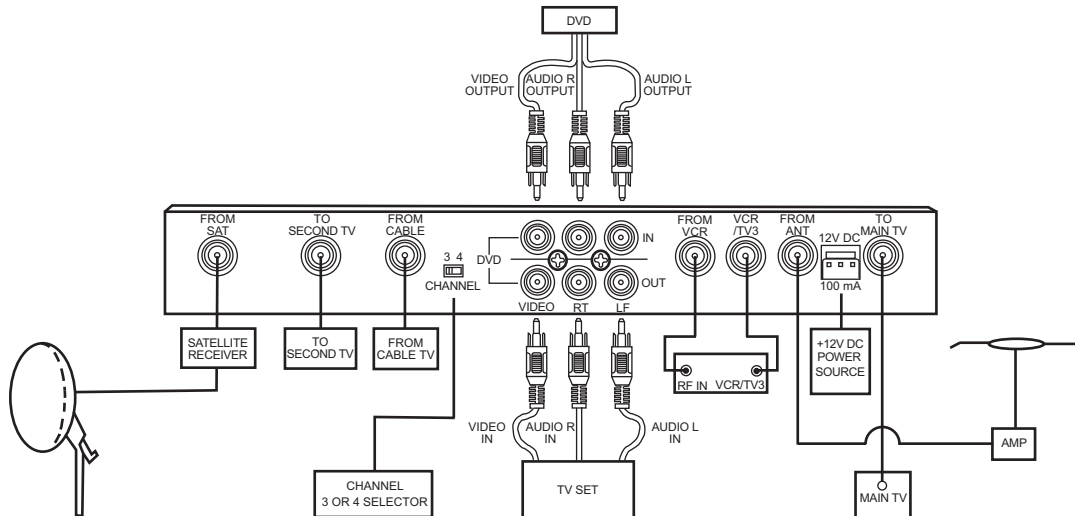 DVD
VIDEO
OUTPUT
AUDIO R
OUTPUT
AUDIO L
OUTPUT
FROM
SAT
TO
SECOND TV
FROM
CABLE
3 4
CHANNEL
DVD
IN
OUT
VIDEO
RT
LF
FROM
VCR
VCR
/TV3
FROM
ANT
12V DC
100 mA
TO
MAIN TV
SATELLITE
RECEIVER
TO
SECOND TV
FROM
CABLE TV
RF IN
VCR/TV3
+12V DC
POWER
SOURCE
VIDEO
IN
AUDIO R
IN
AUDIO L
IN
AMP
CHANNEL
3 OR 4 SELECTOR
TV SET
MAIN TV